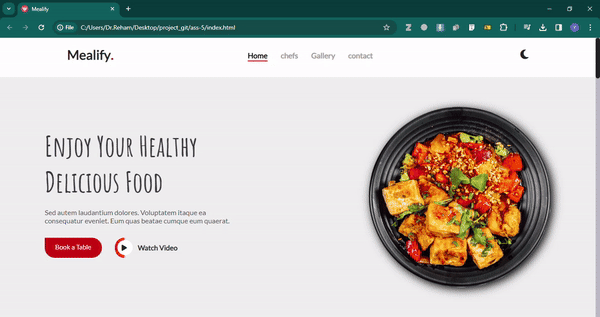 Mealify
File C:/Users/Dr.Reham/Desktop/project_git/ass-5/index.html
Mealify.
Home chefs Gallery contact
Enjoy Your Healthy
Delicious Food
Sed autem laudantium dolores. Voluptatem itaque ea
consequatur eveniet. Eum quas beatae cumque eum quaerat.
Book a Table Watch Video